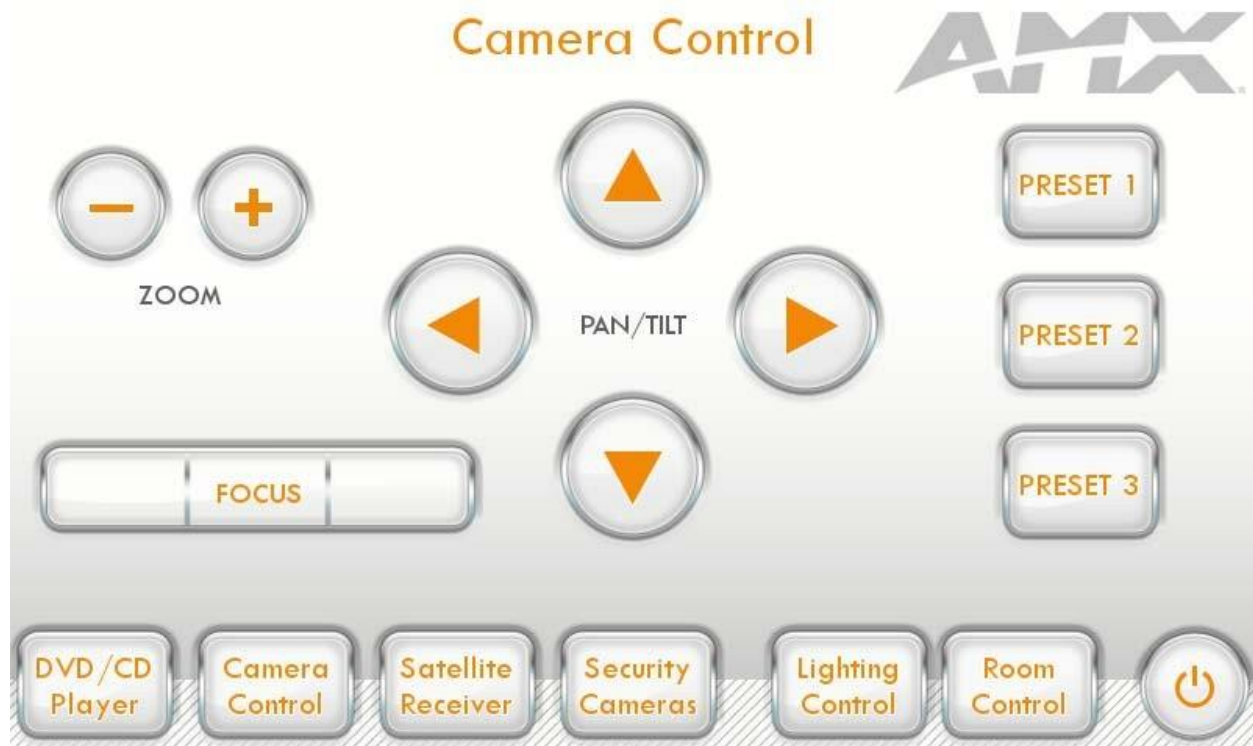 Camera Control
AMX
PRESET 1
ZOOM
PAN/TILT
PRESET 2
FOCUS
PRESET 3
DVD/CD
Player
Camera
Control
Satellite
Receiver
Security
Cameras
Lighting
Control
Room
Control